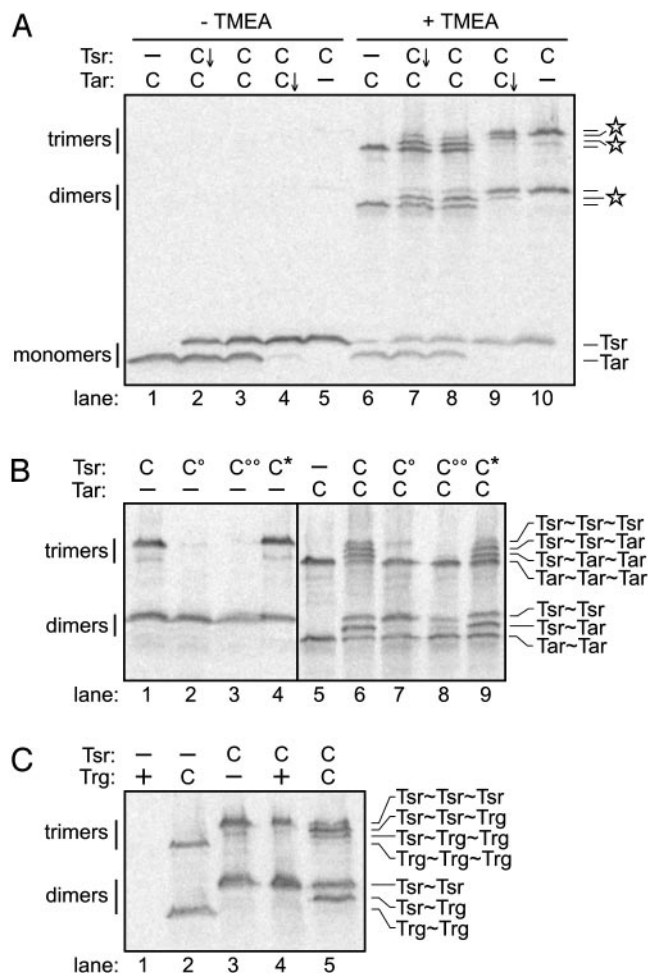 A
- TMEA + TMEA
Tsr: – C↓ C C C – C↓ C C C
Tar: C C C C↓ – C C C C↓ –
trimers
dimers
monomers
Tsr
Tar
lane: 1 2 3 4 5 6 7 8 9 10
B
Tsr: C C° C°° C* – C C° C°° C*
Tar: – – – – C C C C C
trimers
Tsr~Tsr~Tsr
Tsr~Tsr~Tar
Tsr~Tar~Tar
Tar~Tar~Tar
dimers
Tsr~Tsr
Tsr~Tar
Tar~Tar
lane: 1 2 3 4 5 6 7 8 9
C
Tsr: – – C C C
Trg: + C – + C
trimers
Tsr~Tsr~Tsr
Tsr~Tsr~Trg
Tsr~Trg~Trg
Trg~Trg~Trg
dimers
Tsr~Tsr
Tsr~Trg
Trg~Trg
lane: 1 2 3 4 5